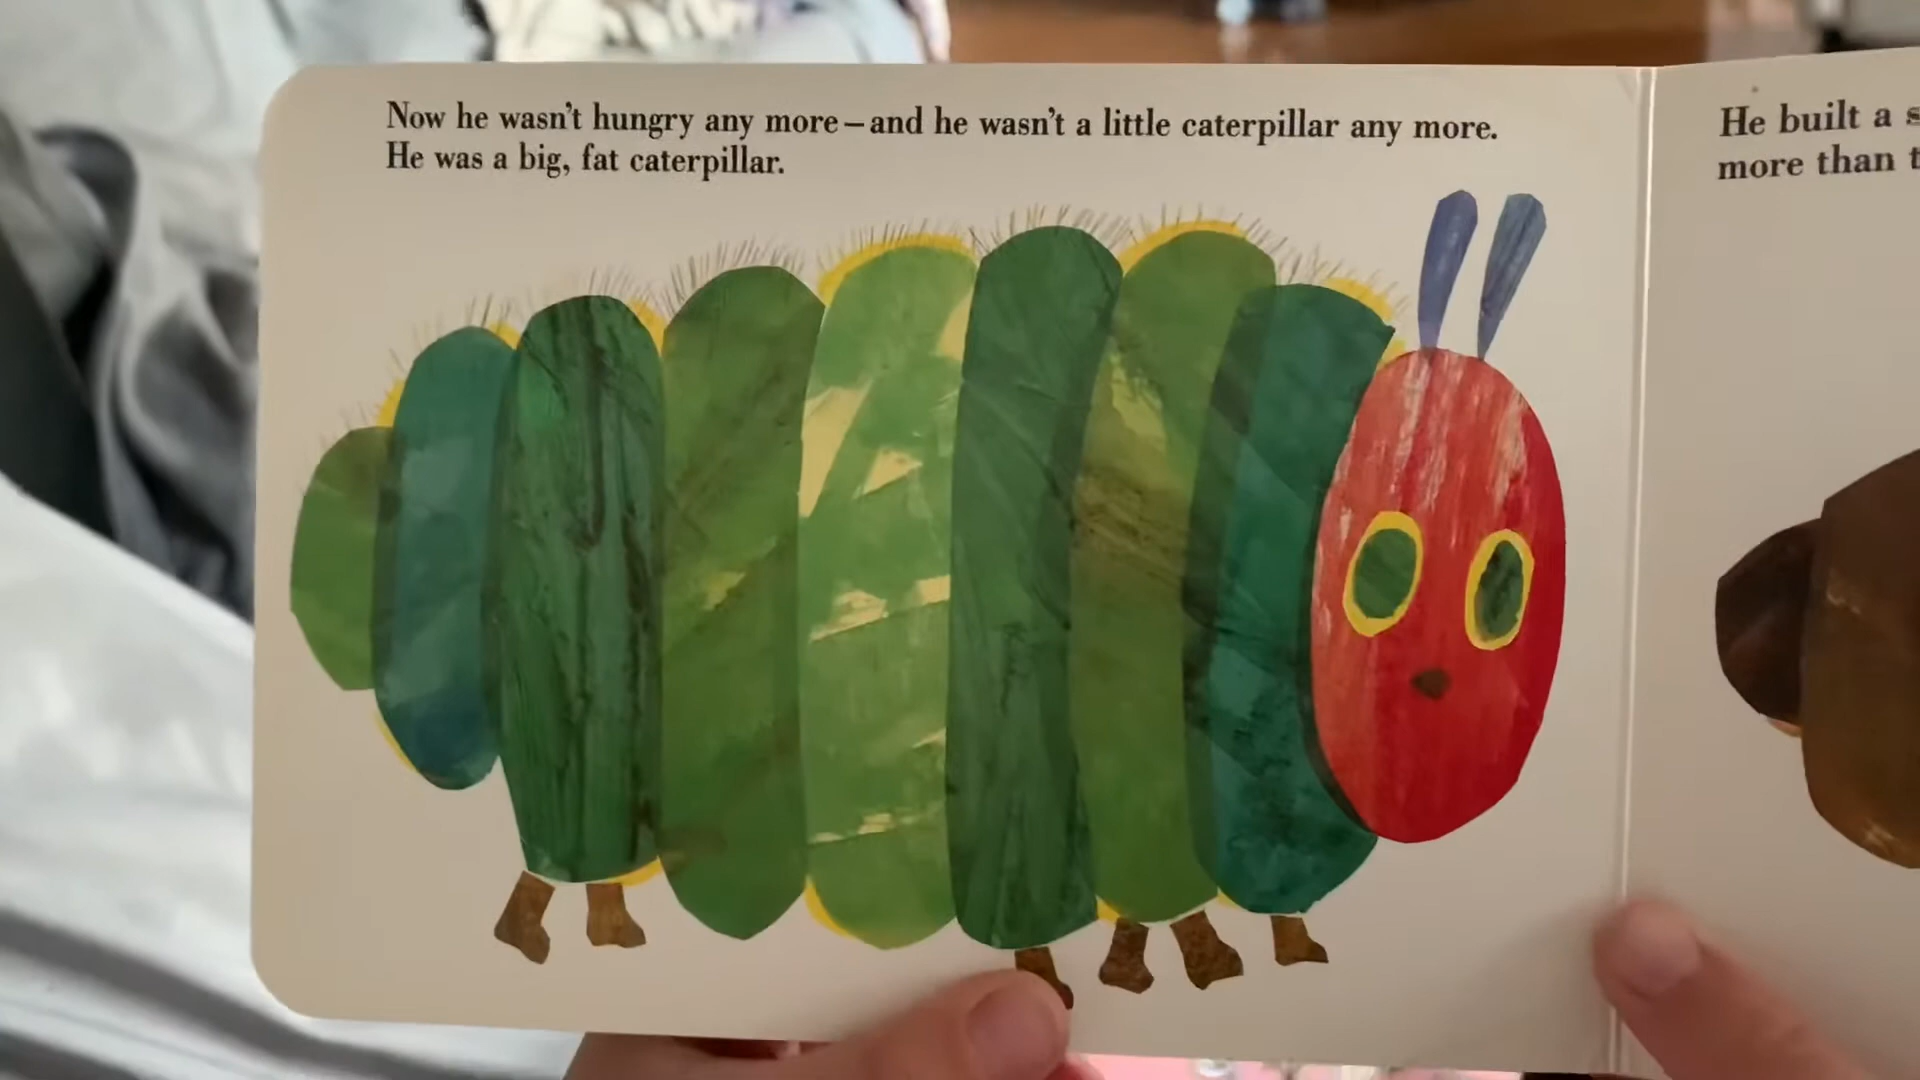 Now he wasn't hungry any more – and he wasn't a little caterpillar any more.
He was a big, fat caterpillar.
He built a
more than